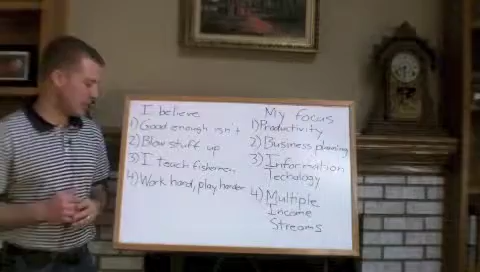 I believe
1) Good enough isn't
2) Blow stuff up
3) I teach fishermen
4) Work hard, play harder
My focus
1) Productivity
2) Business planning
3) Information
Techology
4) Multiple
Income
Streams